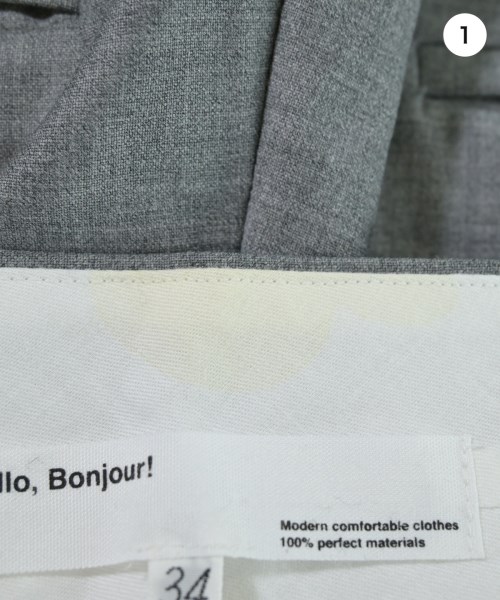 1
llo, Bonjour!
Modern comfortable clothes
100% perfect materials
34